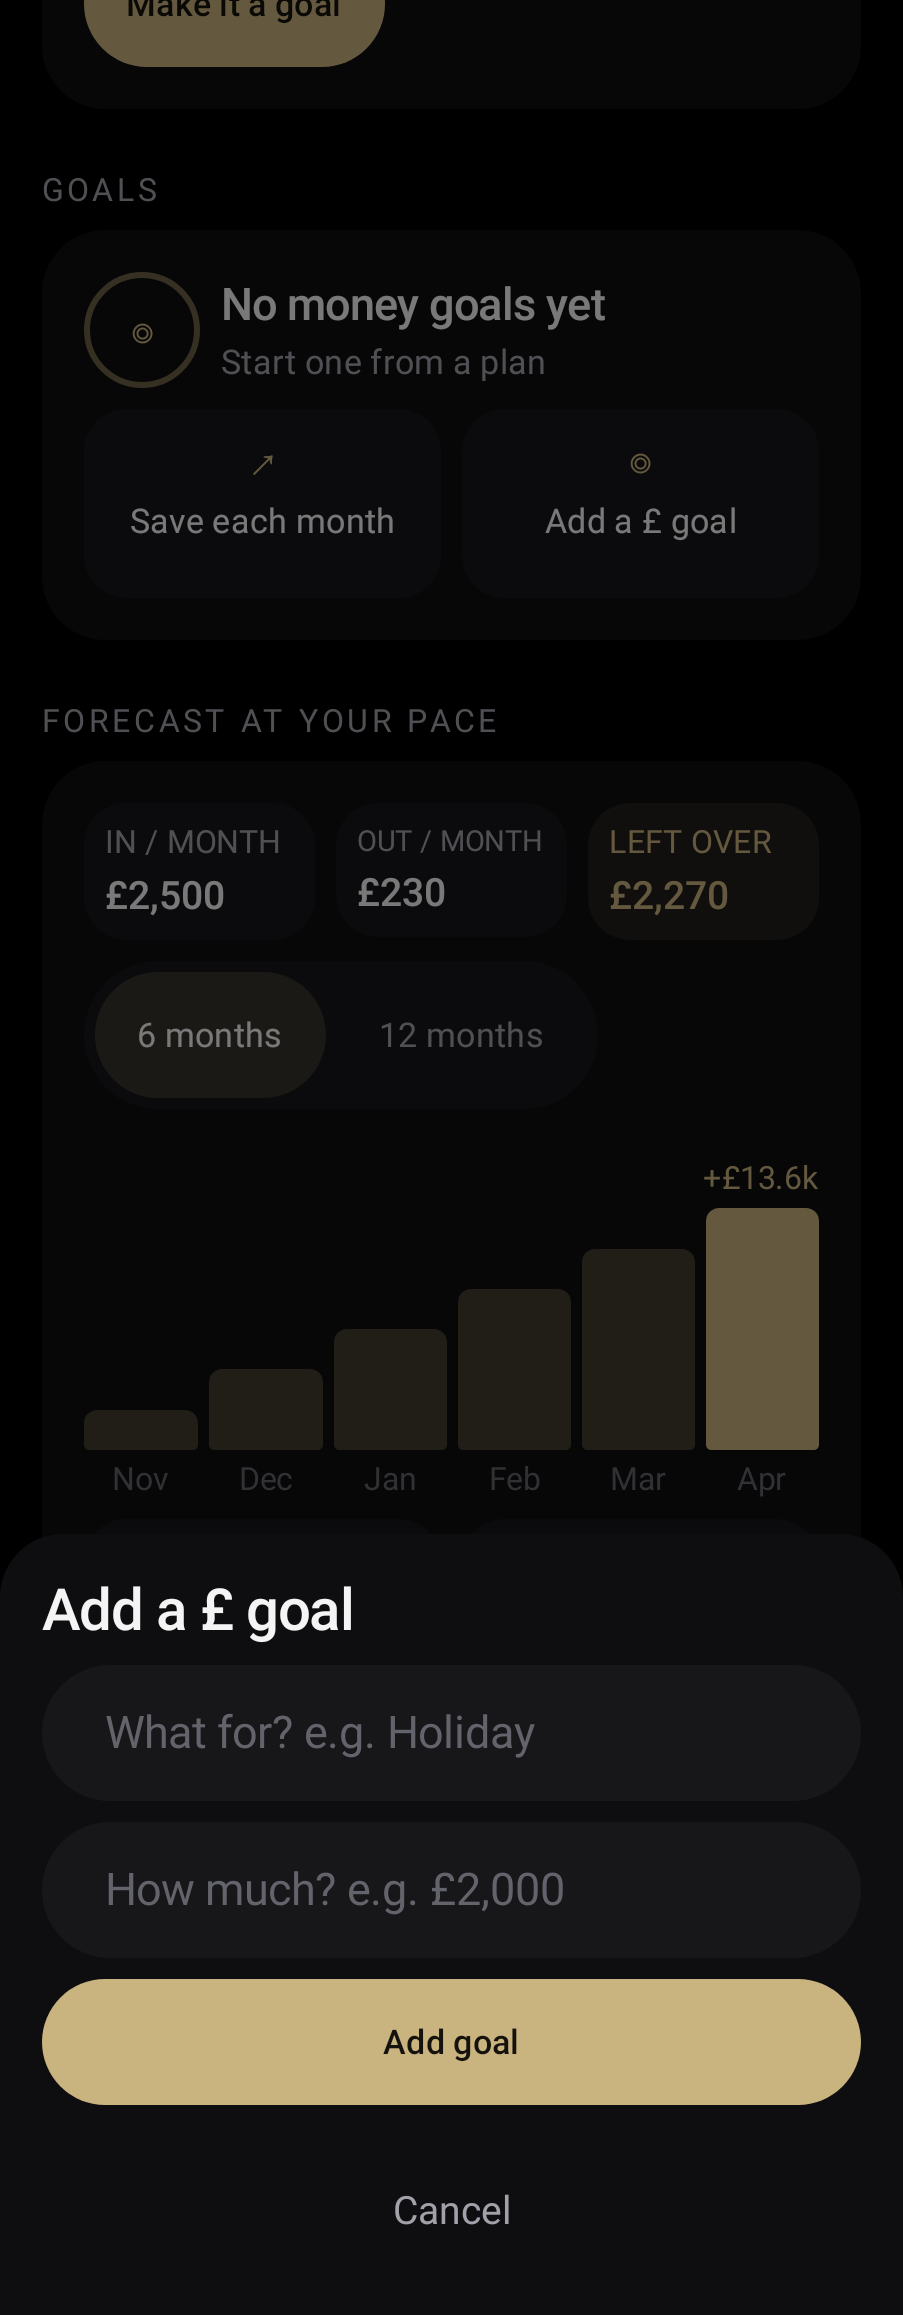 Make it a goal
GOALS
No money goals yet
Start one from a plan
Save each month
Add a £ goal
FORECAST AT YOUR PACE
IN / MONTH
£2,500
OUT / MONTH
£230
LEFT OVER
£2,270
6 months
12 months
+£13.6k
Nov
Dec
Jan
Feb
Mar
Apr
Add a £ goal
What for? e.g. Holiday
How much? e.g. £2,000
Add goal
Cancel